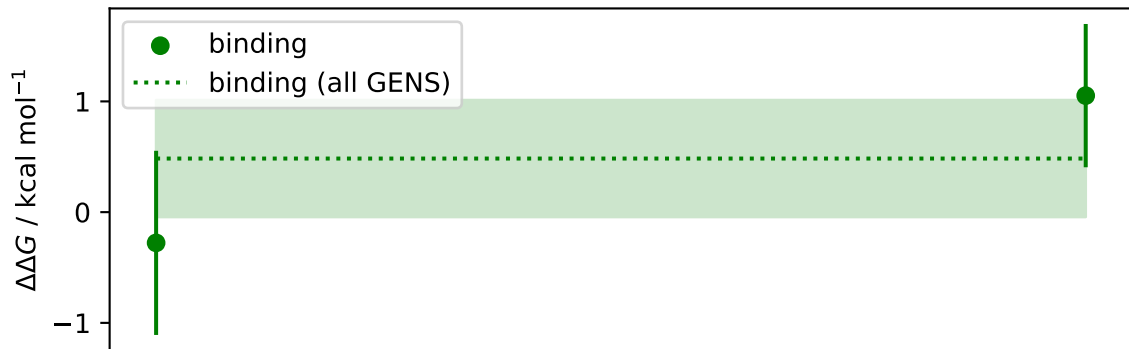 binding
binding (all GENS)
1
0
−1
ΔΔG / kcal mol⁻¹